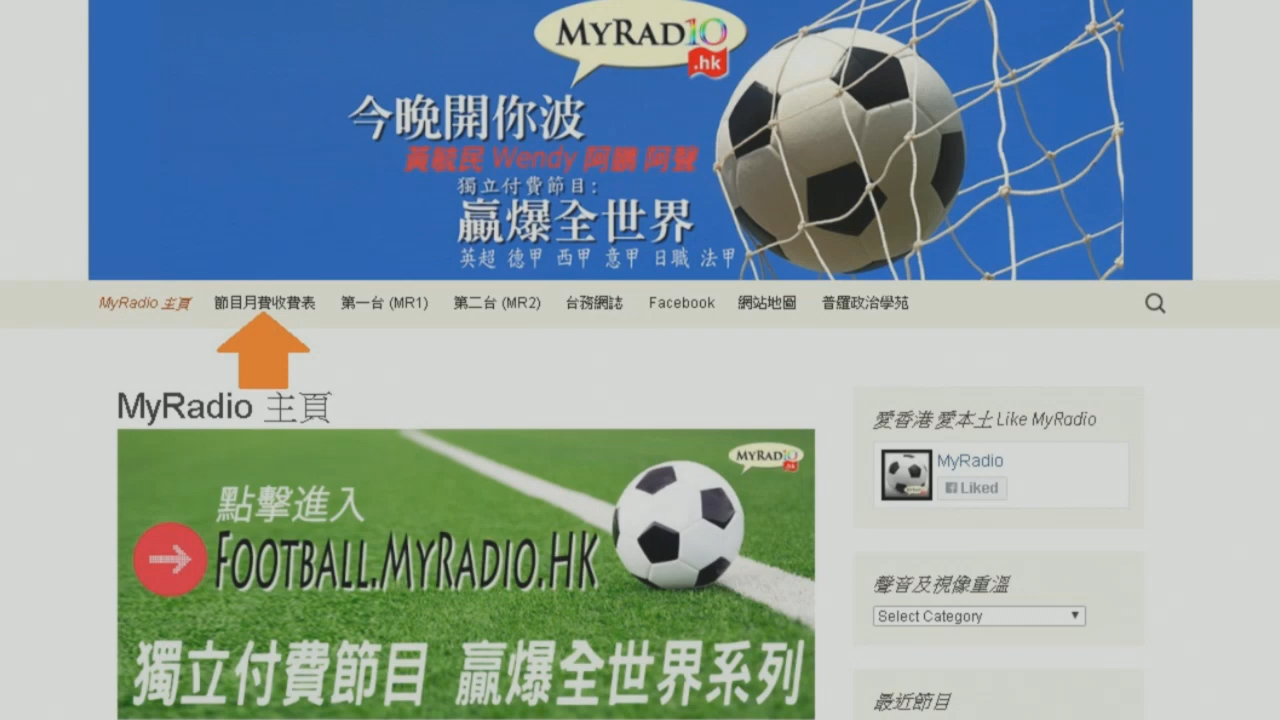 MYRADIO
.hk
今晚開你波
黃毓民 Wendy 阿鵬 阿聲
獨立付費節目:
贏爆全世界
英超 德甲 西甲 意甲 日職 法甲
MyRadio 主頁 節目月費收費表 第一台 (MR1) 第二台 (MR2) 台務網誌 Facebook 網站地圖 普羅政治學苑
MyRadio 主頁
MYRADIO
.hk
點擊進入
FOOTBALL.MYRADIO.HK
獨立付費節目 贏爆全世界系列
愛香港 愛本土 Like MyRadio
MyRadio
Liked
聲音及視像重溫
Select Category
最近節目